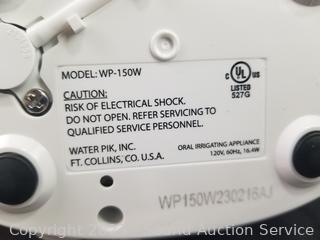 MODEL: WP-150W
CAUTION:
RISK OF ELECTRICAL SHOCK.
DO NOT OPEN. REFER SERVICING TO
QUALIFIED SERVICE PERSONNEL.
WATER PIK, INC.
FT. COLLINS, CO. U.S.A.
C UL US
LISTED
527G
ORAL IRRIGATING APPLIANCE
120V, 60Hz, 16.4W
WP150W230216AJ